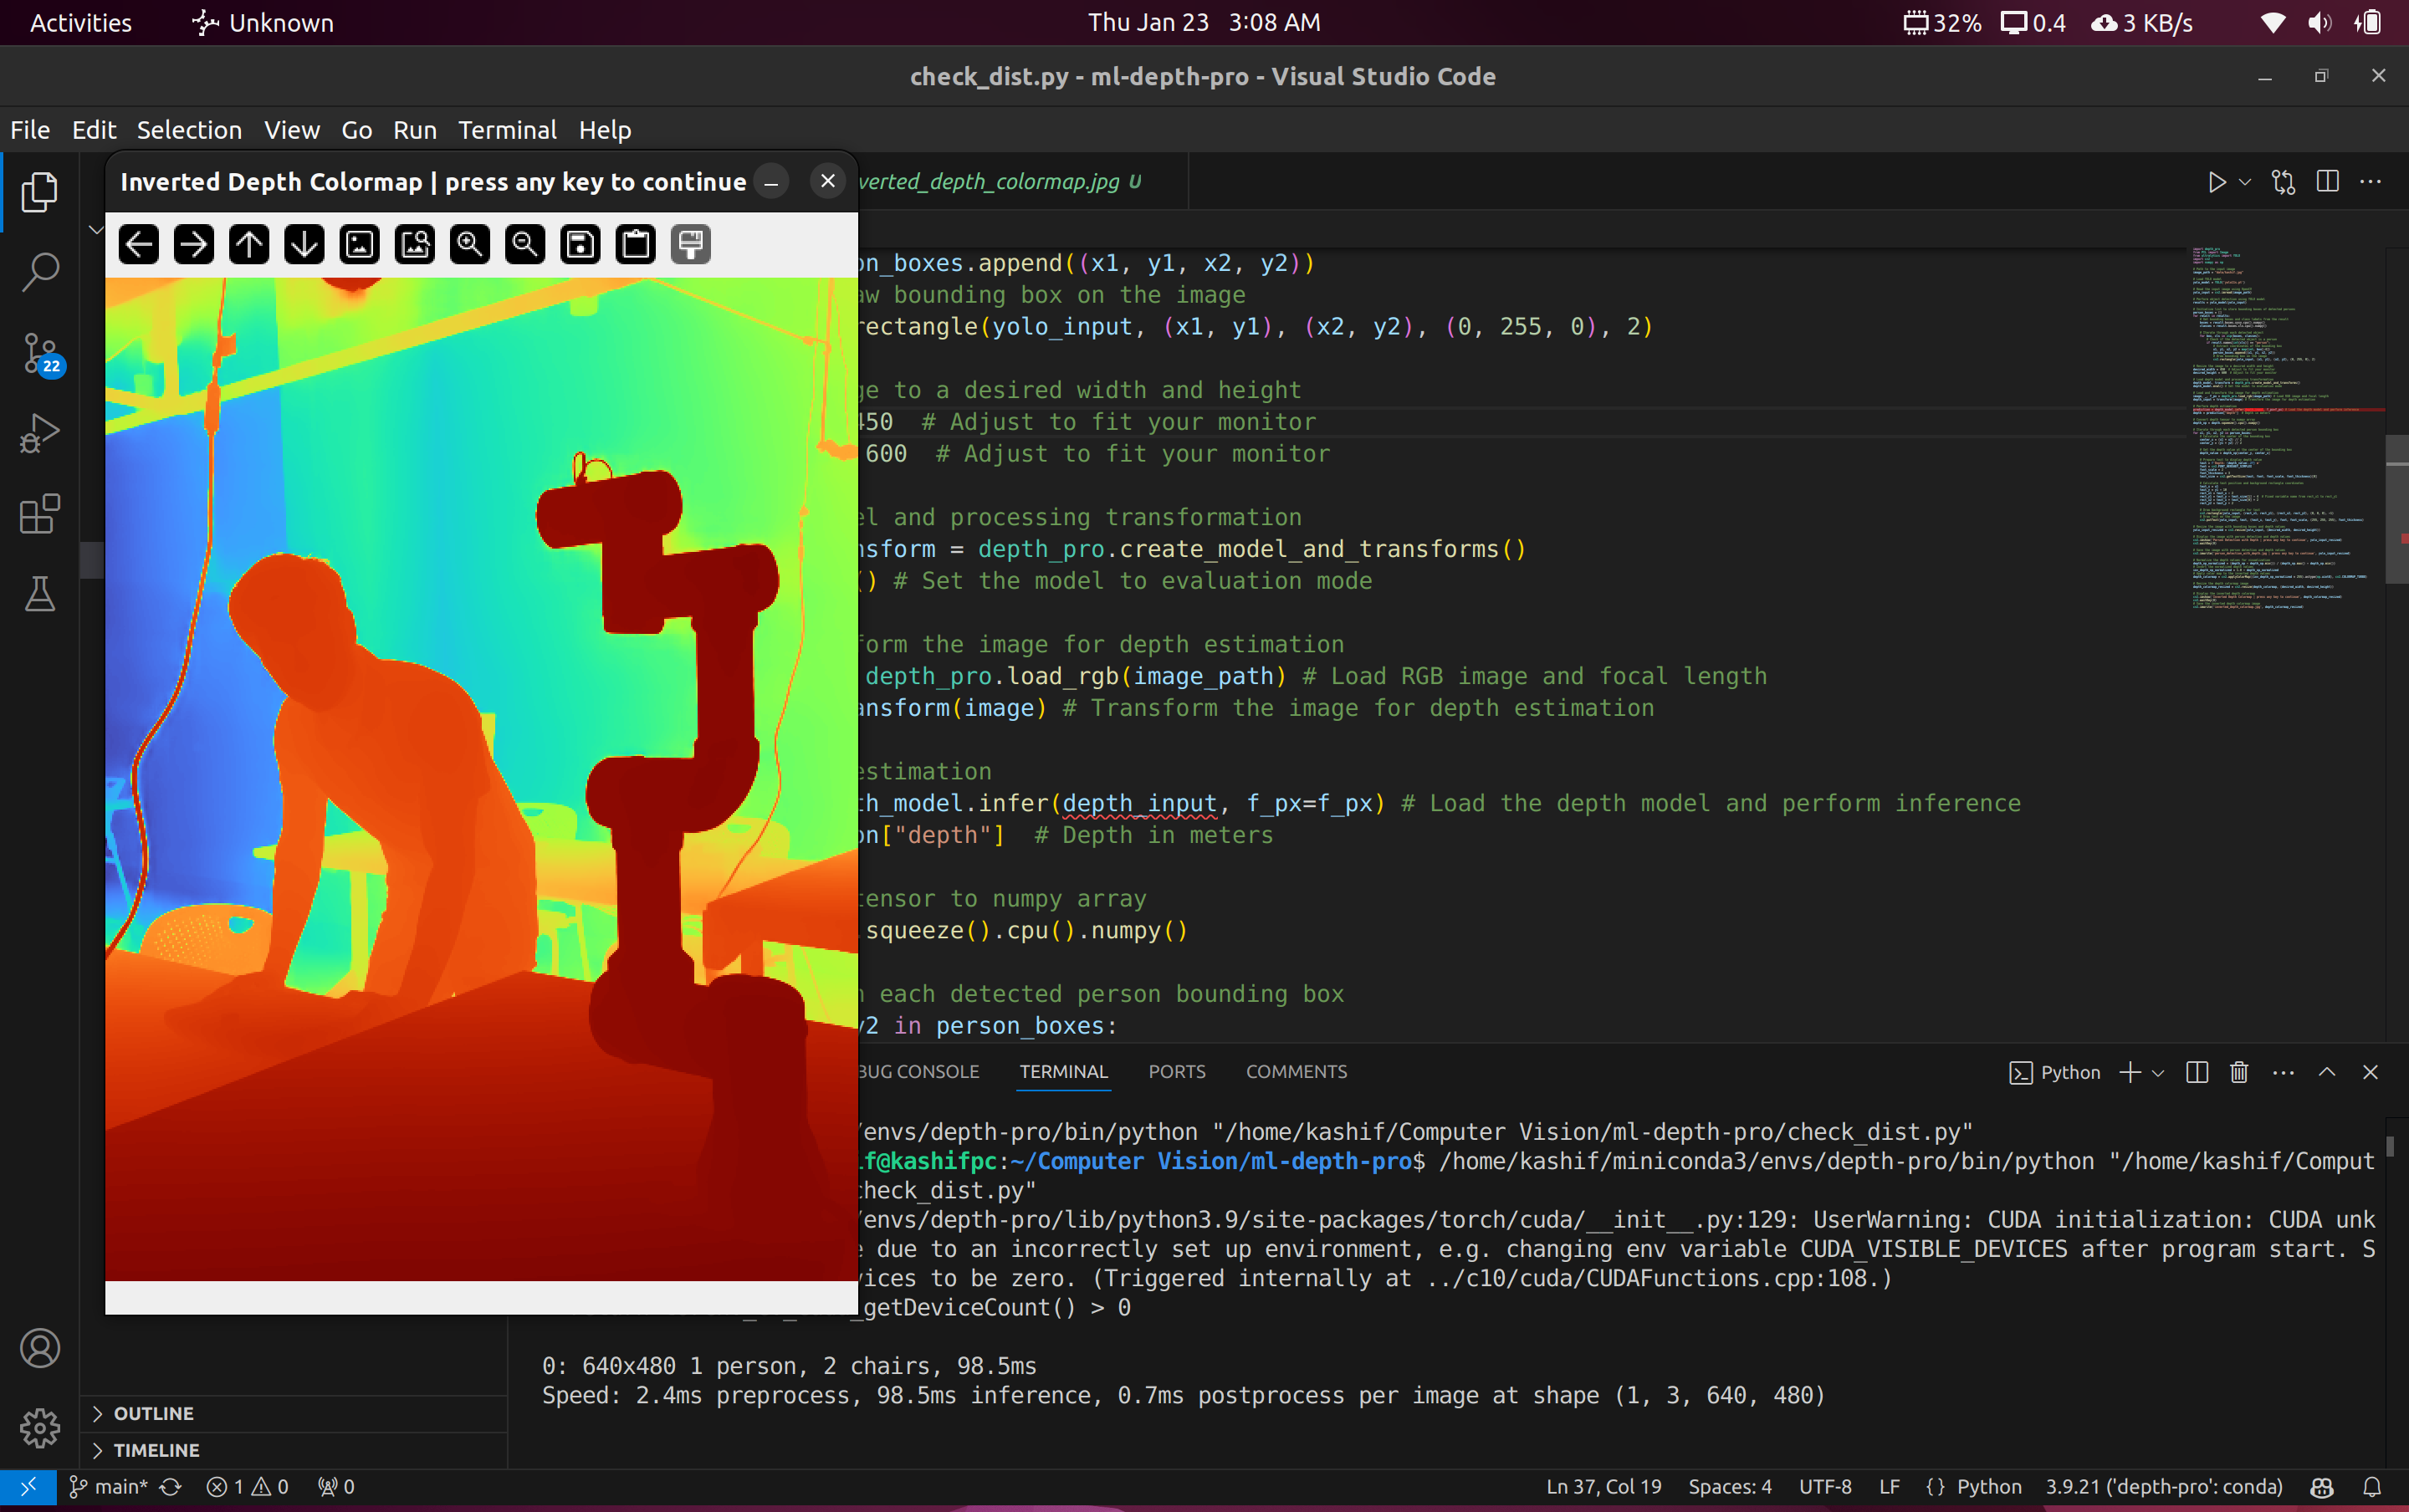 Activities
Unknown
Thu Jan 23 3:08 AM
32%
0.4
3 KB/s
check_dist.py - ml-depth-pro - Visual Studio Code
File Edit Selection View Go Run Terminal Help
Inverted Depth Colormap | press any key to continue
verted_depth_colormap.jpg U
22
n_boxes.append((x1, y1, x2, y2))
aw bounding box on the image
rectangle(yolo_input, (x1, y1), (x2, y2), (0, 255, 0), 2)
ge to a desired width and height
450 # Adjust to fit your monitor
600 # Adjust to fit your monitor
el and processing transformation
nsform = depth_pro.create_model_and_transforms()
() # Set the model to evaluation mode
form the image for depth estimation
depth_pro.load_rgb(image_path) # Load RGB image and focal length
ansform(image) # Transform the image for depth estimation
estimation
th_model.infer(depth_input, f_px=f_px) # Load the depth model and perform inference
on["depth"] # Depth in meters
tensor to numpy array
.squeeze().cpu().numpy()
h each detected person bounding box
y2 in person_boxes:
BUG CONSOLE TERMINAL PORTS COMMENTS
Python
/envs/depth-pro/bin/python "/home/kashif/Computer Vision/ml-depth-pro/check_dist.py"
if@kashifpc:~/Computer Vision/ml-depth-pro$ /home/kashif/miniconda3/envs/depth-pro/bin/python "/home/kashif/Comput
check_dist.py"
/envs/depth-pro/lib/python3.9/site-packages/torch/cuda/__init__.py:129: UserWarning: CUDA initialization: CUDA unk
e due to an incorrectly set up environment, e.g. changing env variable CUDA_VISIBLE_DEVICES after program start. S
vices to be zero. (Triggered internally at ../c10/cuda/CUDAFunctions.cpp:108.)
_getDeviceCount() > 0
0: 640x480 1 person, 2 chairs, 98.5ms
Speed: 2.4ms preprocess, 98.5ms inference, 0.7ms postprocess per image at shape (1, 3, 640, 480)
OUTLINE
TIMELINE
main*
1
0
0
Ln 37, Col 19
Spaces: 4
UTF-8
LF
{ } Python
3.9.21 ('depth-pro': conda)